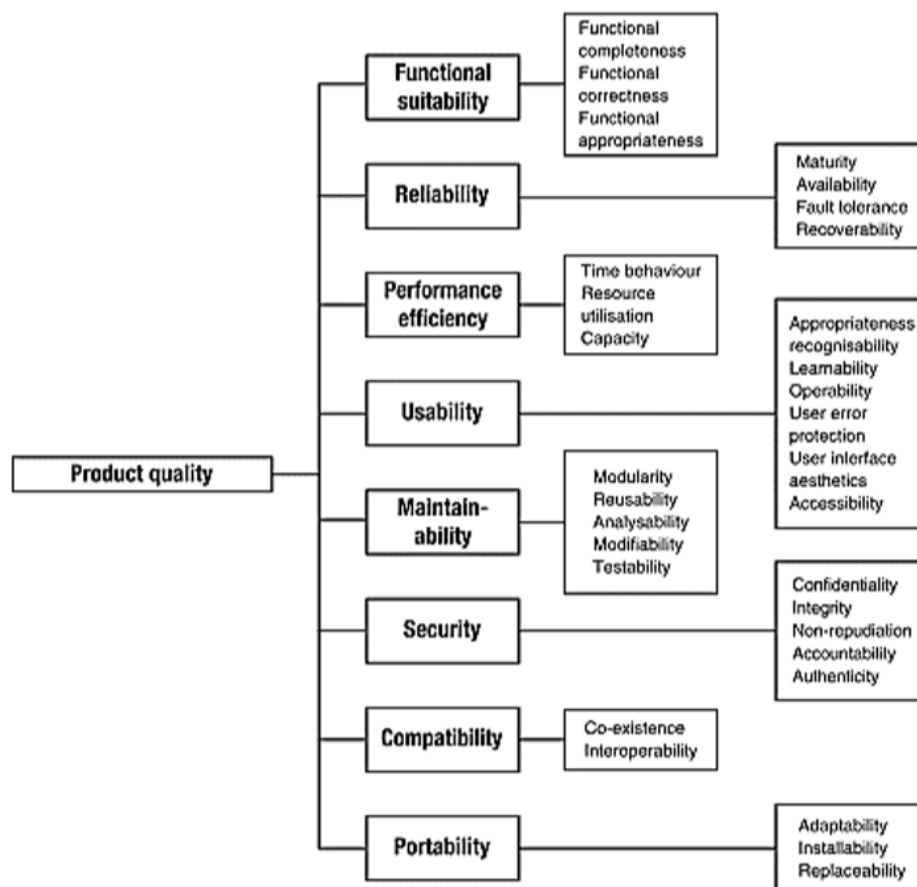 Functional
completeness
Functional
correctness
Functional
appropriateness
Functional
suitability
Maturity
Availability
Fault tolerance
Recoverability
Reliability
Time behaviour
Resource
utilisation
Capacity
Performance
efficiency
Appropriateness
recognisability
Learnability
Operability
User error
protection
User interface
aesthetics
Accessibility
Usability
Product quality
Modularity
Reusability
Analysability
Modifiability
Testability
Maintain-
ability
Confidentiality
Integrity
Non-repudiation
Accountability
Authenticity
Security
Co-existence
Interoperability
Compatibility
Adaptability
Installability
Replaceability
Portability